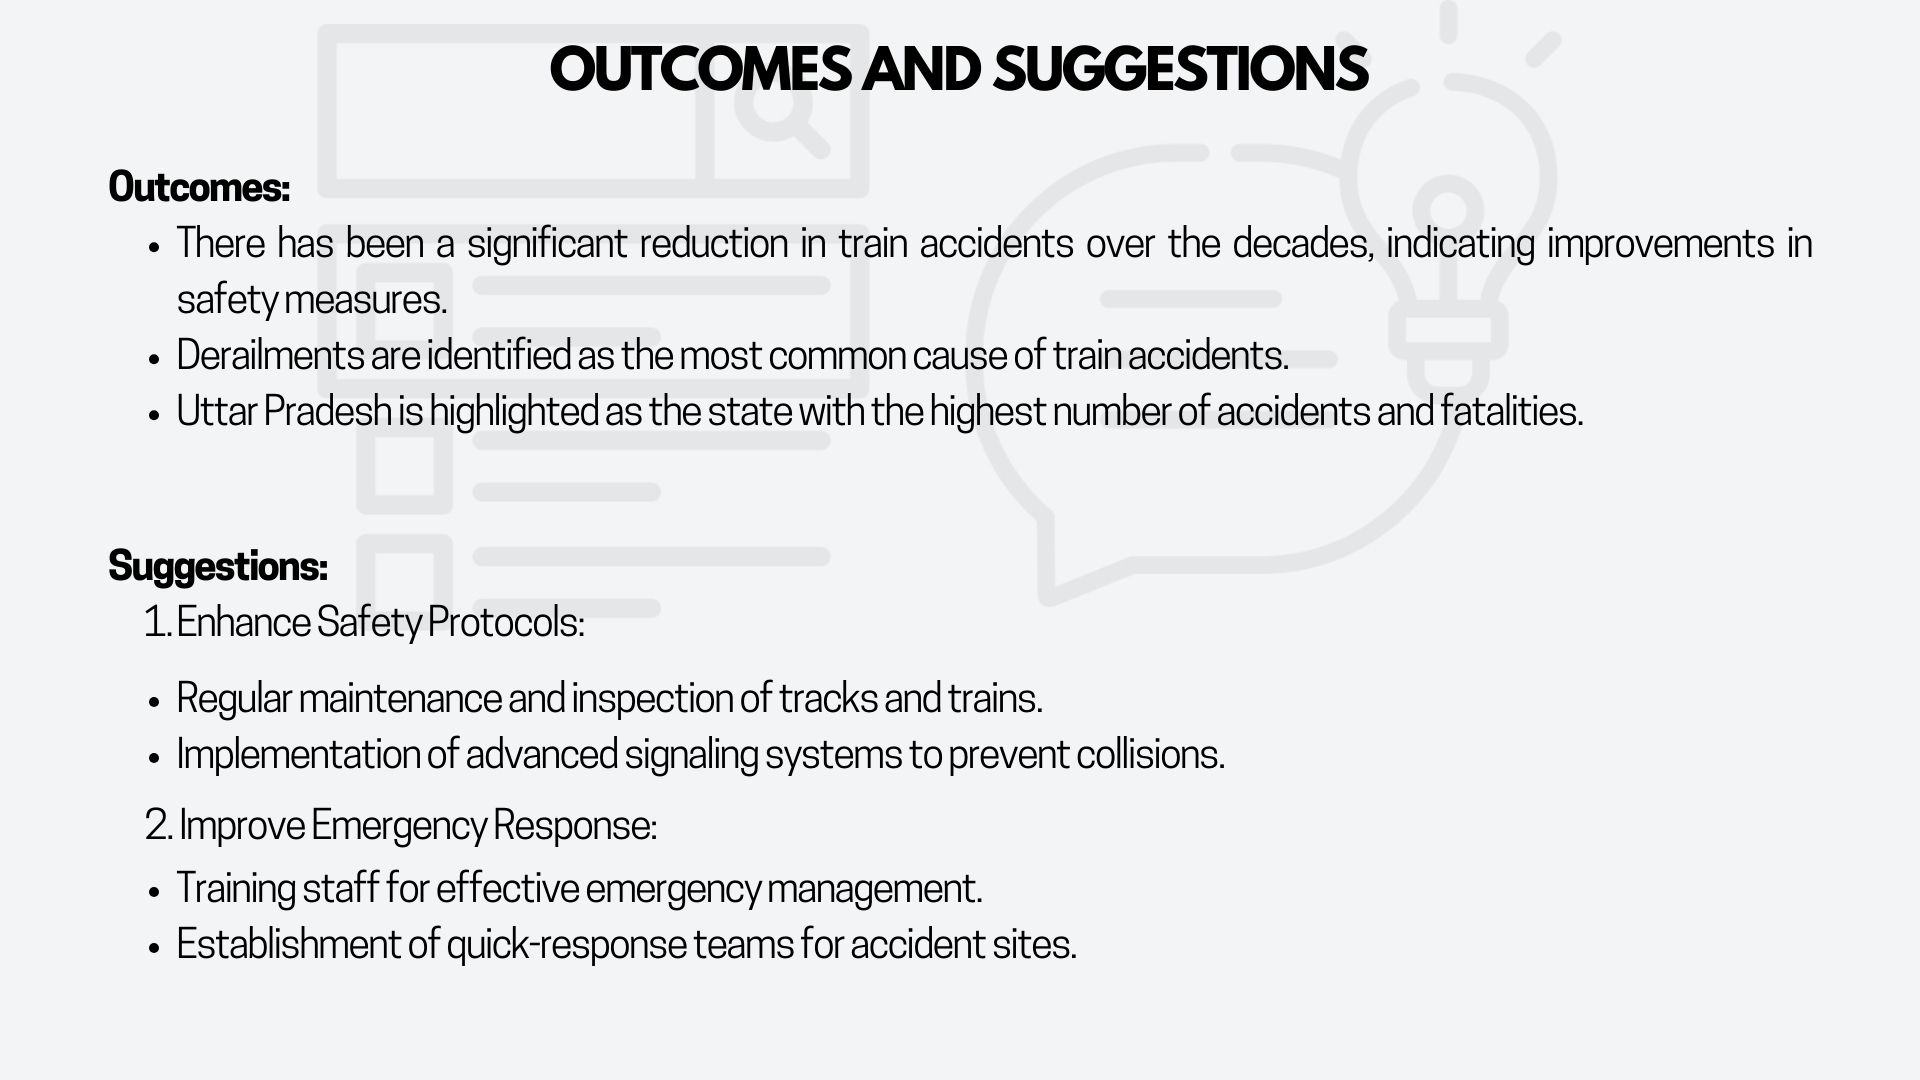 OUTCOMES AND SUGGESTIONS
Outcomes:
• There has been a significant reduction in train accidents over the decades, indicating improvements in
safety measures.
• Derailments are identified as the most common cause of train accidents.
• Uttar Pradesh is highlighted as the state with the highest number of accidents and fatalities.
Suggestions:
1. Enhance Safety Protocols:
• Regular maintenance and inspection of tracks and trains.
• Implementation of advanced signaling systems to prevent collisions.
2. Improve Emergency Response:
• Training staff for effective emergency management.
• Establishment of quick-response teams for accident sites.